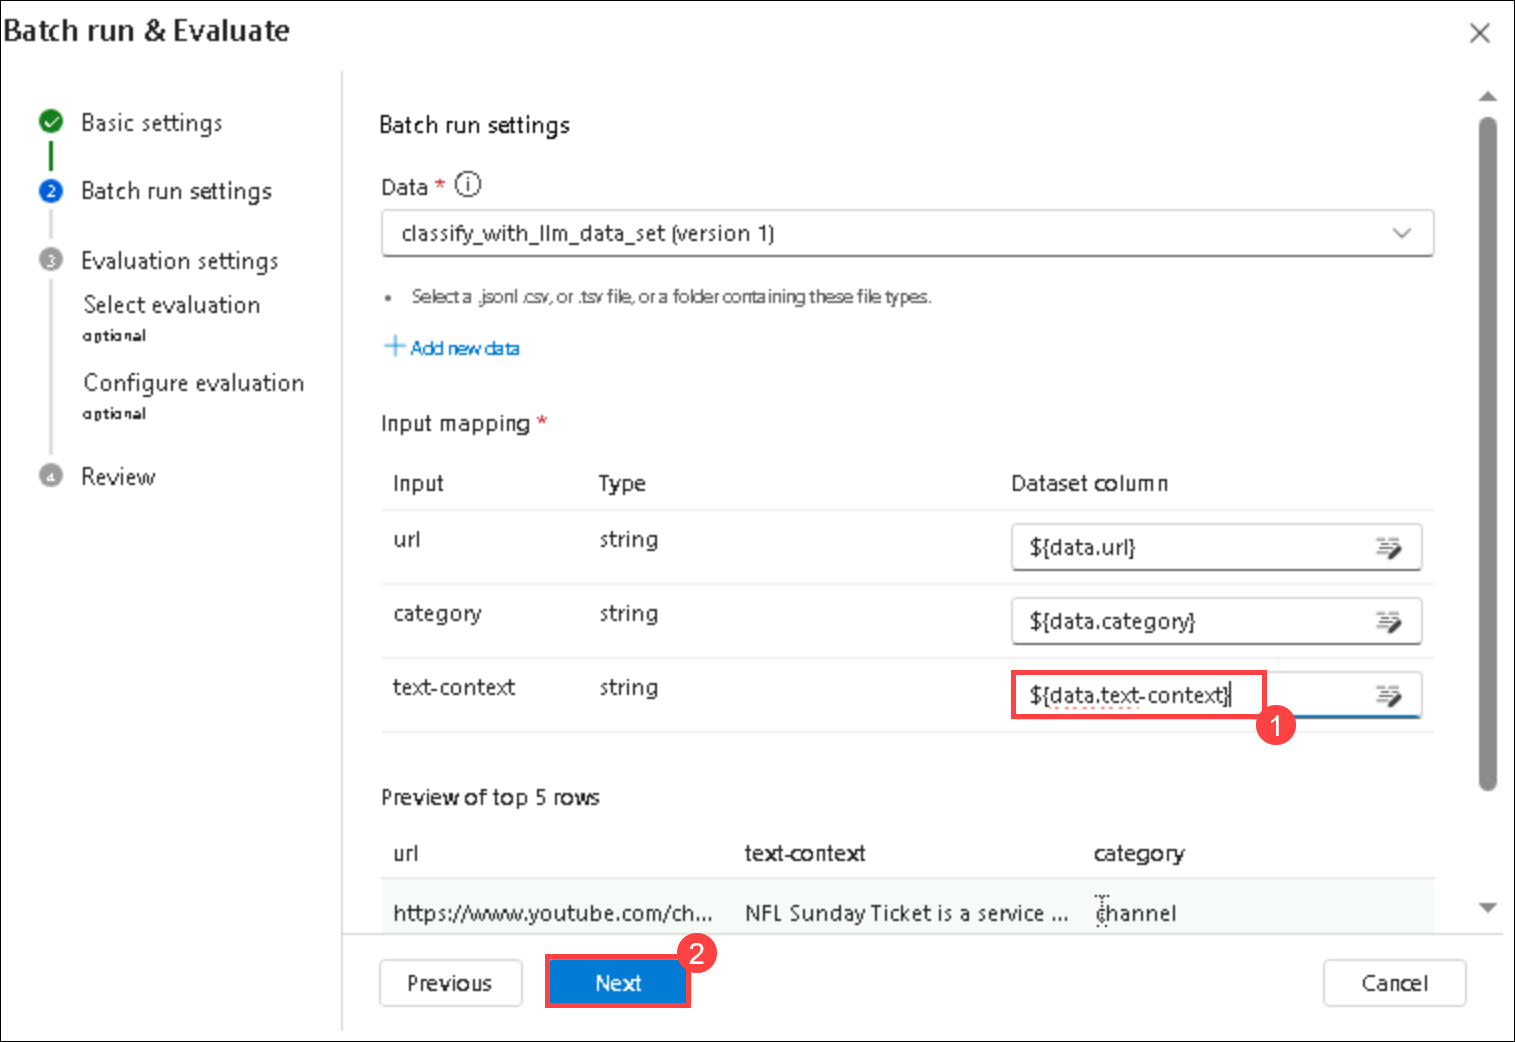 Batch run & Evaluate
Basic settings
2 Batch run settings
3 Evaluation settings
Select evaluation
optional
Configure evaluation
optional
4 Review
Batch run settings
Data *
classify_with_llm_data_set (version 1)
• Select a .jsonl .csv, or .tsv file, or a folder containing these file types.
+ Add new data
Input mapping *
Input Type Dataset column
url string ${data.url}
category string ${data.category}
text-context string ${data.text-context}
1
Preview of top 5 rows
url text-context category
https://www.youtube.com/ch... NFL Sunday Ticket is a service ... channel
2
Previous Next Cancel